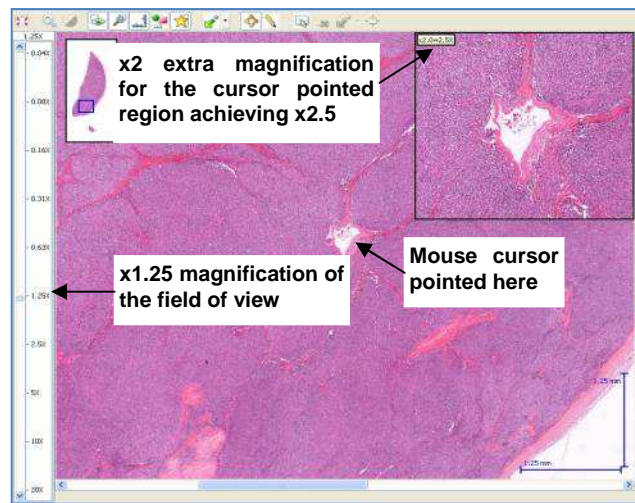 1.25X
0.04X
0.08X
0.16X
0.31X
0.63X
1.25X
2.5X
5X
10X
20X
x2 extra magnification
for the cursor pointed
region achieving x2.5
x2.0=2.5X
Mouse cursor
pointed here
x1.25 magnification of
the field of view
1.25 mm
1.25 mm